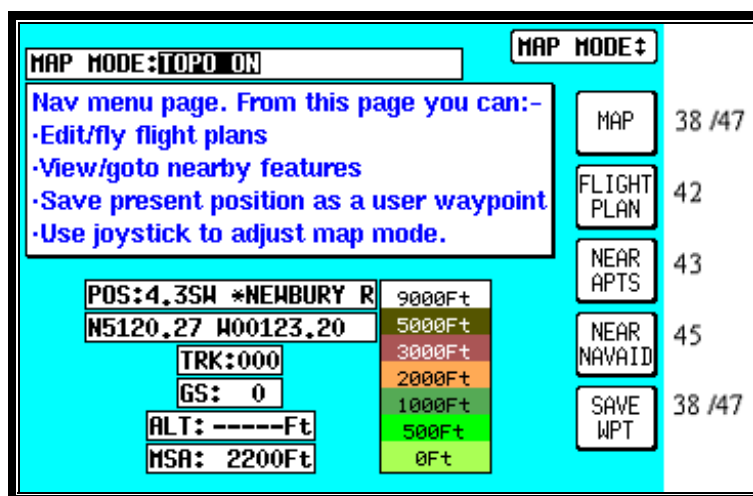 MAP MODE↕
MAP MODE:TOPO ON
Nav menu page. From this page you can:-
·Edit/fly flight plans
·View/goto nearby features
·Save present position as a user waypoint
·Use joystick to adjust map mode.
MAP 38 /47
FLIGHT
PLAN 42
NEAR
APTS 43
NEAR
NAVAID 45
SAVE
WPT 38 /47
POS:4.3SW *NEWBURY R
N5120.27 W00123.20
TRK:000
GS: 0
ALT:-----Ft
MSA: 2200Ft
9000Ft
5000Ft
3000Ft
2000Ft
1000Ft
500Ft
0Ft